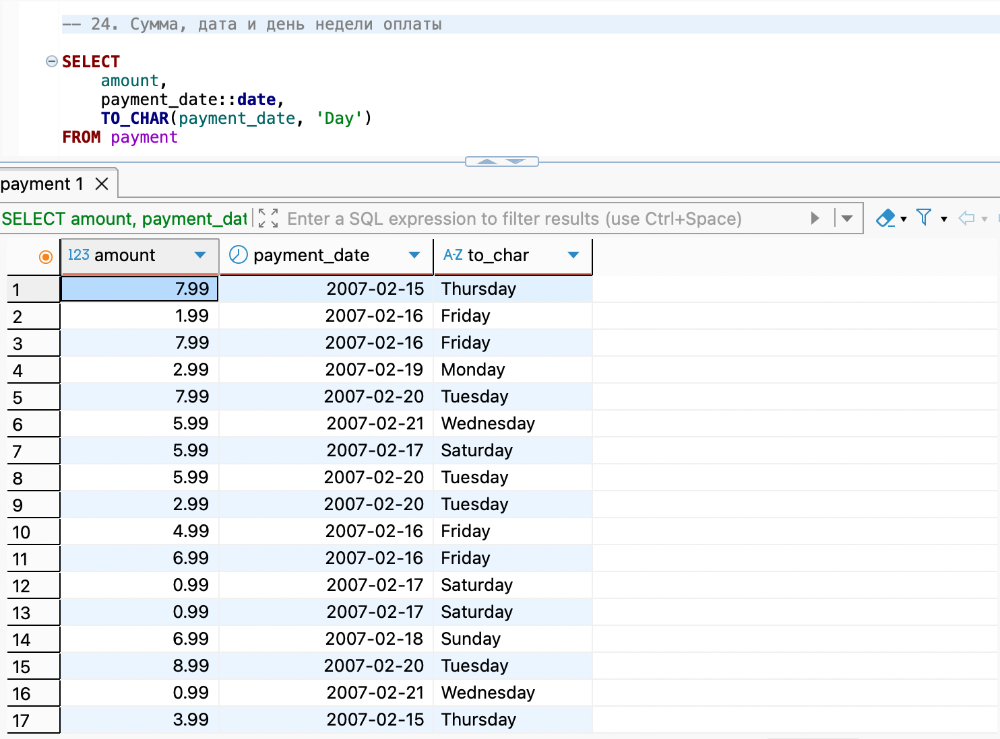 -- 24. Сумма, дата и день недели оплаты
SELECT
amount,
payment_date::date,
TO_CHAR(payment_date, 'Day')
FROM payment
payment 1
SELECT amount, payment_dat Enter a SQL expression to filter results (use Ctrl+Space)
123 amount payment_date A-Z to_char
1 7.99 2007-02-15 Thursday
2 1.99 2007-02-16 Friday
3 7.99 2007-02-16 Friday
4 2.99 2007-02-19 Monday
5 7.99 2007-02-20 Tuesday
6 5.99 2007-02-21 Wednesday
7 5.99 2007-02-17 Saturday
8 5.99 2007-02-20 Tuesday
9 2.99 2007-02-20 Tuesday
10 4.99 2007-02-16 Friday
11 6.99 2007-02-16 Friday
12 0.99 2007-02-17 Saturday
13 0.99 2007-02-17 Saturday
14 6.99 2007-02-18 Sunday
15 8.99 2007-02-20 Tuesday
16 0.99 2007-02-21 Wednesday
17 3.99 2007-02-15 Thursday